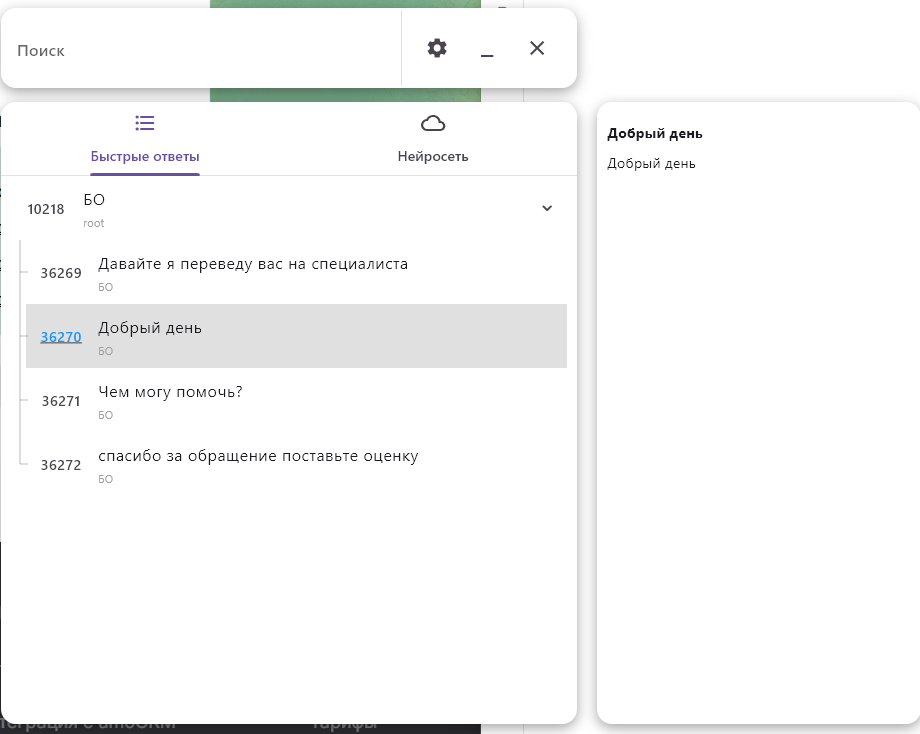 Поиск
Быстрые ответы
Нейросеть
10218
БО
root
36269
Давайте я переведу вас на специалиста
БО
36270
Добрый день
БО
36271
Чем могу помочь?
БО
36272
спасибо за обращение поставьте оценку
БО
Добрый день
Добрый день